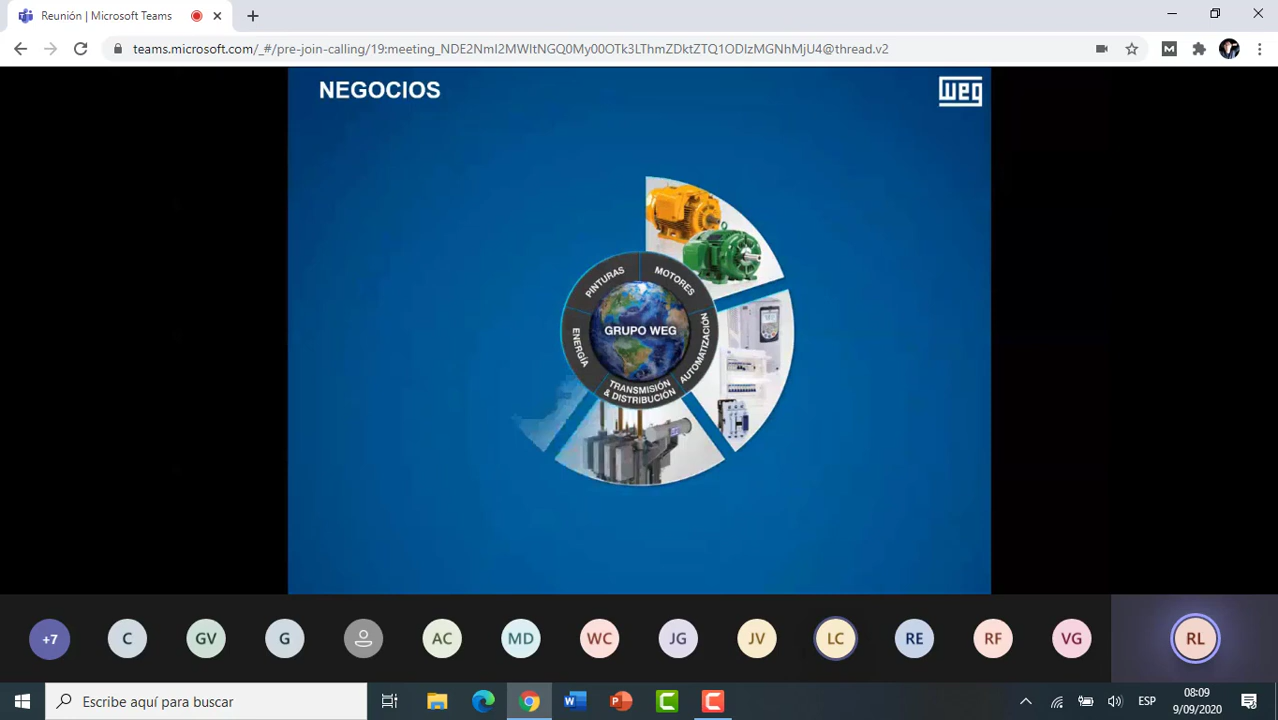 Reunión | Microsoft Teams
teams.microsoft.com/_#/pre-join-calling/19:meeting_NDE2NmI2MWItNGQ0My00OTk3LThmZDktZTQ1ODIzMGNhMjU4@thread.v2
M
NEGOCIOS
weg
PINTURAS
MOTORES
GRUPO WEG
ENERGÍA
AUTOMATIZACIÓN
TRANSMISIÓN
& DISTRIBUCIÓN
+7
C
GV
G
AC
MD
WC
JG
JV
LC
RE
RF
VG
RL
Escribe aquí para buscar
ESP
08:09
9/09/2020